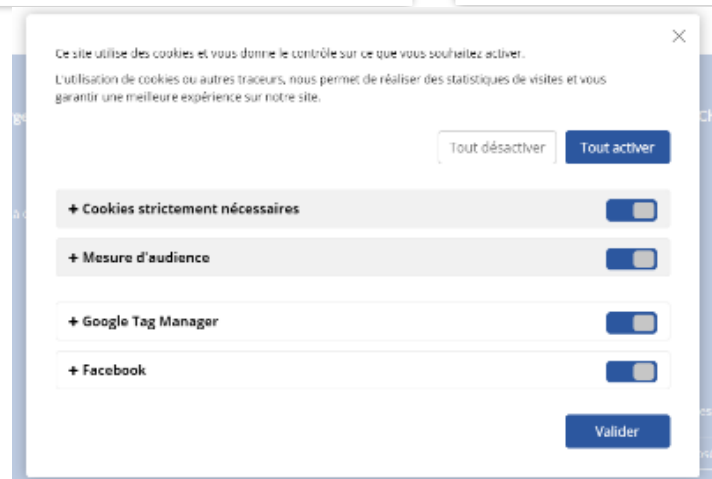 Ce site utilise des cookies et vous donne le contrôle sur ce que vous souhaitez activer.
L'utilisation de cookies ou autres traceurs, nous permet de réaliser des statistiques de visites et vous
garantir une meilleure expérience sur notre site.
Tout désactiver
Tout activer
+ Cookies strictement nécessaires
+ Mesure d'audience
+ Google Tag Manager
+ Facebook
Valider